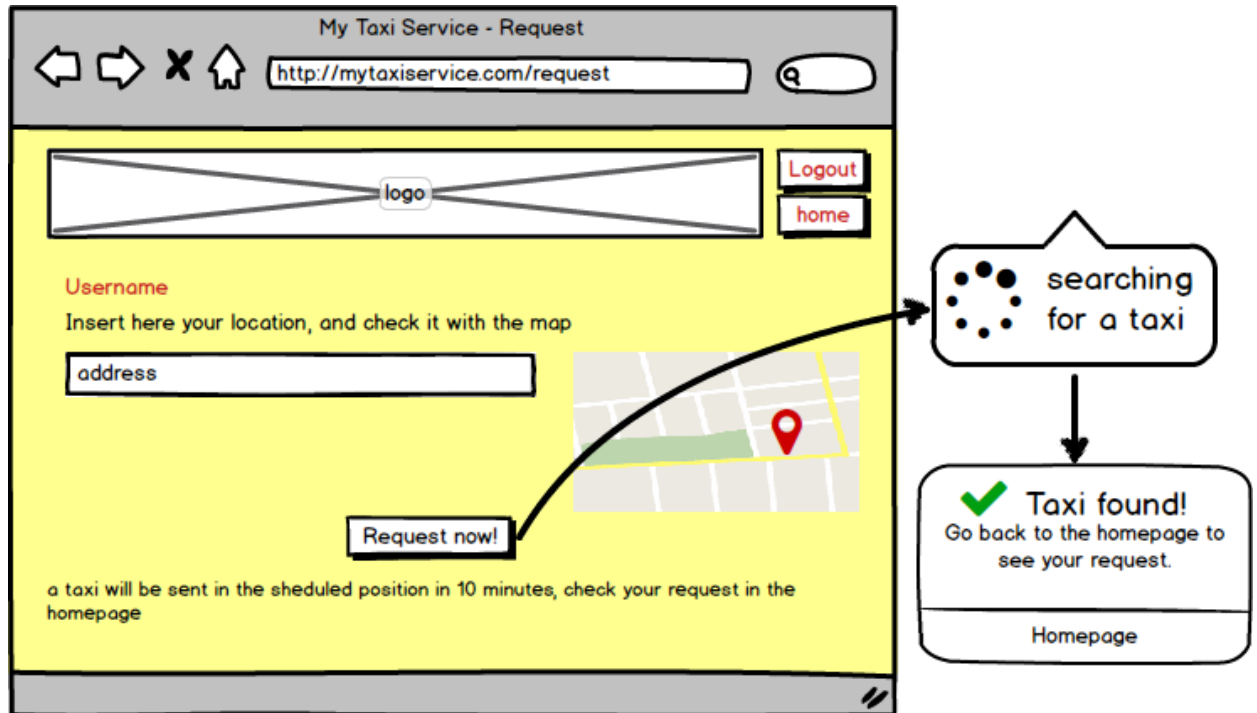 My Taxi Service - Request
http://mytaxiservice.com/request
logo
Logout
home
Username
Insert here your location, and check it with the map
address
Request now!
a taxi will be sent in the sheduled position in 10 minutes, check your request in the
homepage
searching
for a taxi
Taxi found!
Go back to the homepage to
see your request.
Homepage